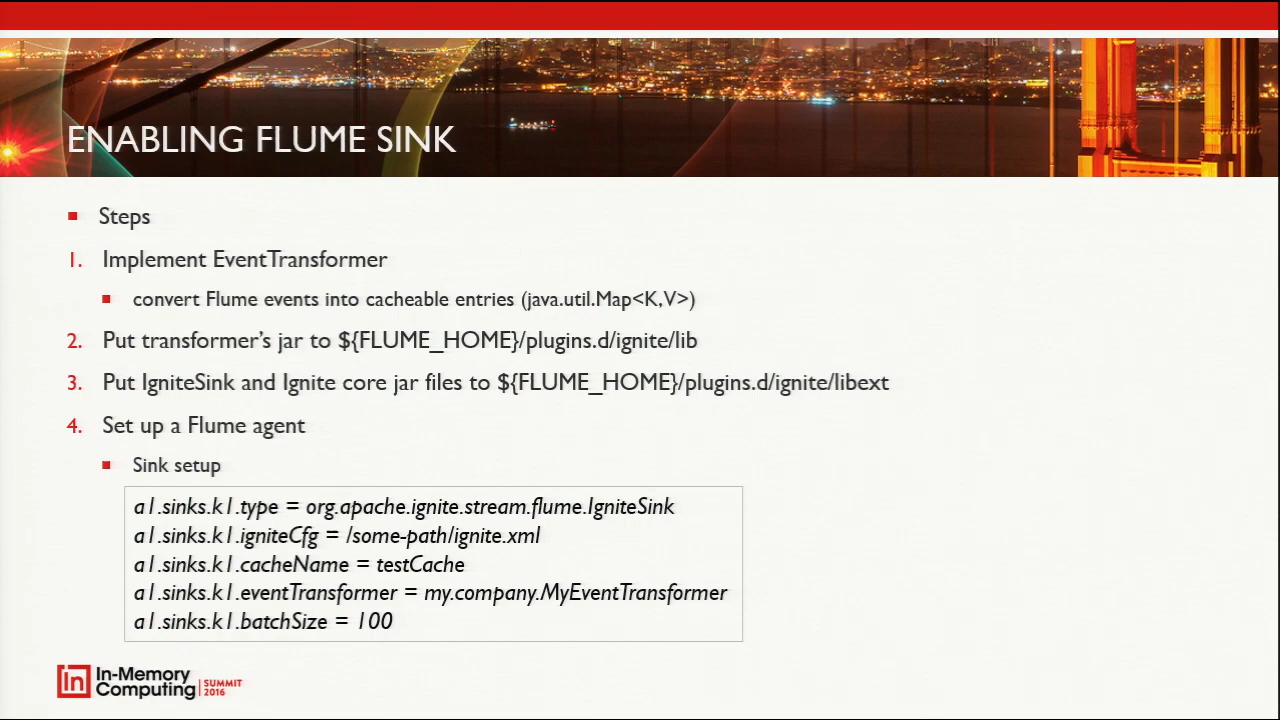 ENABLING FLUME SINK
Steps
1. Implement EventTransformer
convert Flume events into cacheable entries (java.util.Map<K,V>)
2. Put transformer's jar to ${FLUME_HOME}/plugins.d/ignite/lib
3. Put IgniteSink and Ignite core jar files to ${FLUME_HOME}/plugins.d/ignite/libext
4. Set up a Flume agent
Sink setup
a1.sinks.k1.type = org.apache.ignite.stream.flume.IgniteSink
a1.sinks.k1.igniteCfg = /some-path/ignite.xml
a1.sinks.k1.cacheName = testCache
a1.sinks.k1.eventTransformer = my.company.MyEventTransformer
a1.sinks.k1.batchSize = 100
in
In-Memory
Computing
SUMMIT
2016